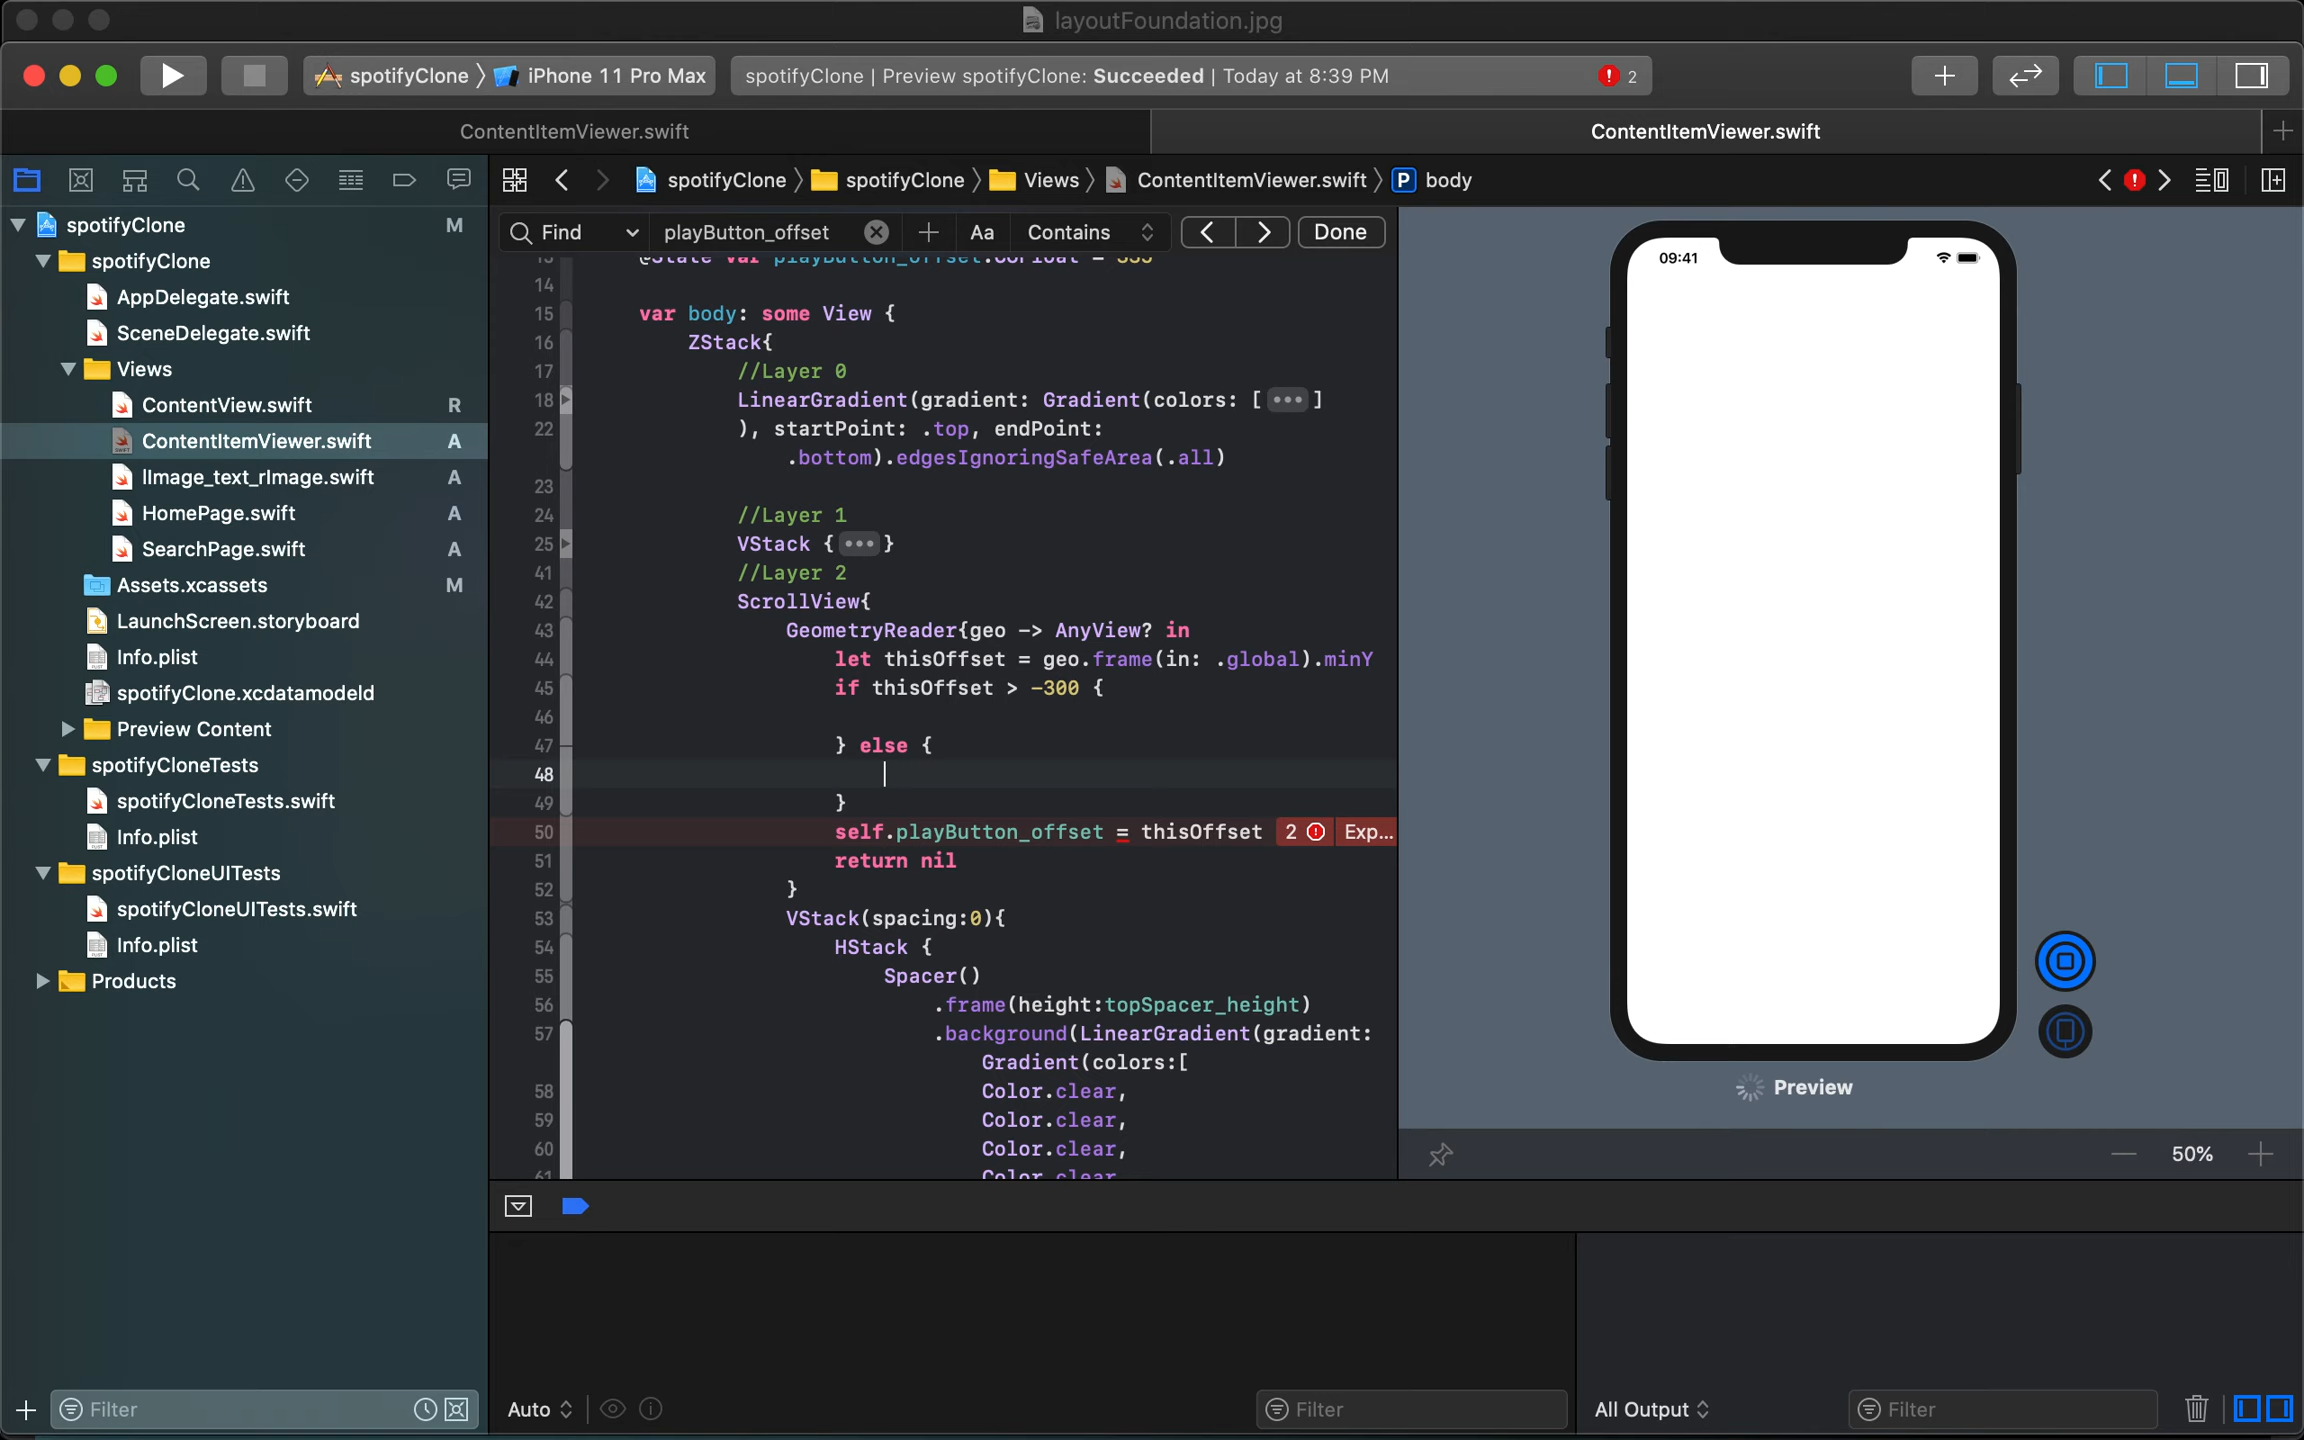 layoutFoundation.jpg
spotifyClone 〉 iPhone 11 Pro Max
spotifyClone | Preview spotifyClone: Succeeded | Today at 8:39 PM
2
ContentItemViewer.swift
ContentItemViewer.swift
spotifyClone 〉 spotifyClone 〉 Views 〉 ContentItemViewer.swift 〉 P body
spotifyClone M
spotifyClone
AppDelegate.swift
SceneDelegate.swift
Views
ContentView.swift R
ContentItemViewer.swift A
lImage_text_rImage.swift A
HomePage.swift A
SearchPage.swift A
Assets.xcassets M
LaunchScreen.storyboard
Info.plist
spotifyClone.xcdatamodeld
Preview Content
spotifyCloneTests
spotifyCloneTests.swift
Info.plist
spotifyCloneUITests
spotifyCloneUITests.swift
Info.plist
Products
Filter
Find playButton_offset Aa Contains Done
13 @State var playButton_offset:CGFloat = 335
14
15 var body: some View {
16 ZStack{
17 //Layer 0
18 LinearGradient(gradient: Gradient(colors: [•••]
22 ), startPoint: .top, endPoint:
.bottom).edgesIgnoringSafeArea(.all)
23
24 //Layer 1
25 VStack {•••}
41 //Layer 2
42 ScrollView{
43 GeometryReader{geo -> AnyView? in
44 let thisOffset = geo.frame(in: .global).minY
45 if thisOffset > -300 {
46
47 } else {
48
49 }
50 self.playButton_offset = thisOffset 2 Exp...
51 return nil
52 }
53 VStack(spacing:0){
54 HStack {
55 Spacer()
56 .frame(height:topSpacer_height)
57 .background(LinearGradient(gradient:
Gradient(colors:[
58 Color.clear,
59 Color.clear,
60 Color.clear,
61 Color.clear
09:41
Preview
50%
Auto
Filter
All Output
Filter